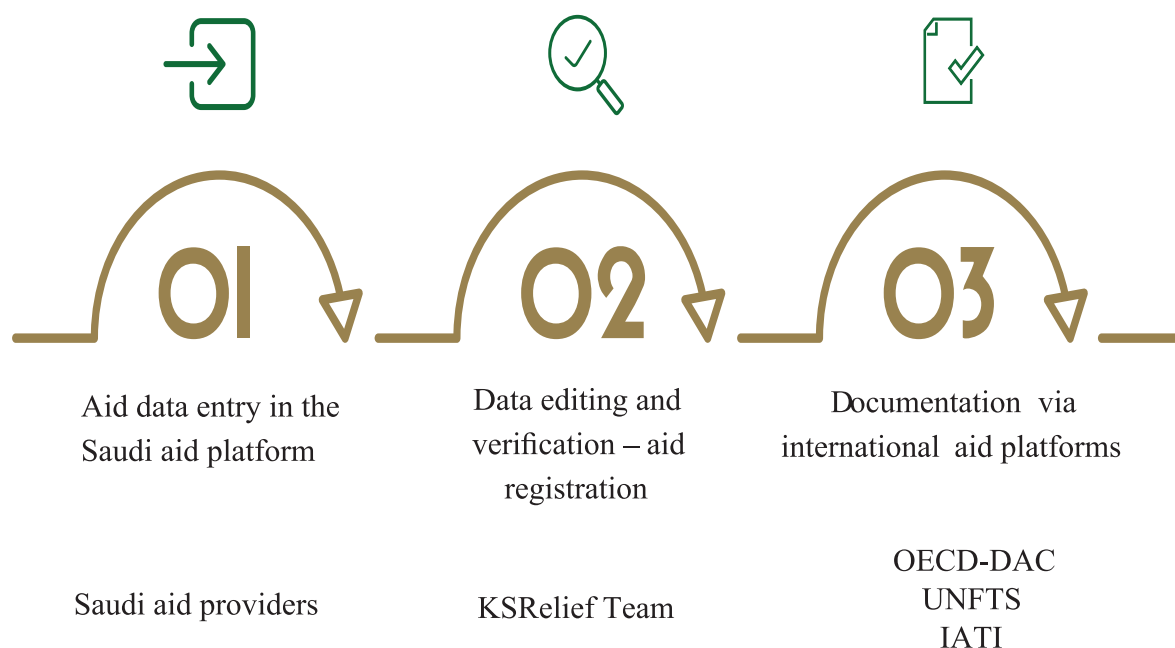 01
Aid data entry in the
Saudi aid platform
Saudi aid providers
02
Data editing and
verification – aid
registration
KSRelief Team
03
Documentation via
international aid platforms
OECD-DAC
UNFTS
IATI